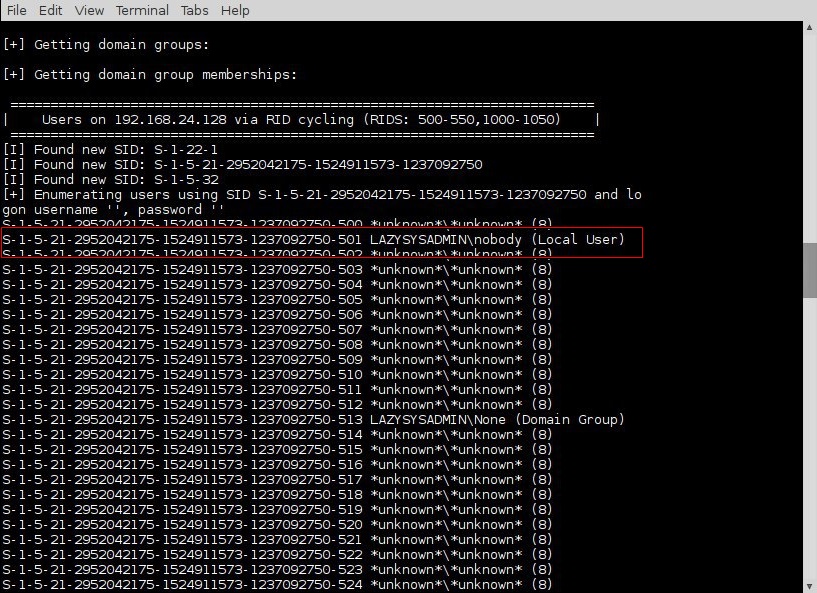 File Edit View Terminal Tabs Help
[+] Getting domain groups:
[+] Getting domain group memberships:
======================================================================
|    Users on 192.168.24.128 via RID cycling (RIDS: 500-550,1000-1050)    |
======================================================================
[I] Found new SID: S-1-22-1
[I] Found new SID: S-1-5-21-2952042175-1524911573-1237092750
[I] Found new SID: S-1-5-32
[+] Enumerating users using SID S-1-5-21-2952042175-1524911573-1237092750 and lo
gon username '', password ''
S-1-5-21-2952042175-1524911573-1237092750-500 *unknown*\*unknown* (8)
S-1-5-21-2952042175-1524911573-1237092750-501 LAZYSYSADMIN\nobody (Local User)
S-1-5-21-2952042175-1524911573-1237092750-502 *unknown*\*unknown* (8)
S-1-5-21-2952042175-1524911573-1237092750-503 *unknown*\*unknown* (8)
S-1-5-21-2952042175-1524911573-1237092750-504 *unknown*\*unknown* (8)
S-1-5-21-2952042175-1524911573-1237092750-505 *unknown*\*unknown* (8)
S-1-5-21-2952042175-1524911573-1237092750-506 *unknown*\*unknown* (8)
S-1-5-21-2952042175-1524911573-1237092750-507 *unknown*\*unknown* (8)
S-1-5-21-2952042175-1524911573-1237092750-508 *unknown*\*unknown* (8)
S-1-5-21-2952042175-1524911573-1237092750-509 *unknown*\*unknown* (8)
S-1-5-21-2952042175-1524911573-1237092750-510 *unknown*\*unknown* (8)
S-1-5-21-2952042175-1524911573-1237092750-511 *unknown*\*unknown* (8)
S-1-5-21-2952042175-1524911573-1237092750-512 *unknown*\*unknown* (8)
S-1-5-21-2952042175-1524911573-1237092750-513 LAZYSYSADMIN\None (Domain Group)
S-1-5-21-2952042175-1524911573-1237092750-514 *unknown*\*unknown* (8)
S-1-5-21-2952042175-1524911573-1237092750-515 *unknown*\*unknown* (8)
S-1-5-21-2952042175-1524911573-1237092750-516 *unknown*\*unknown* (8)
S-1-5-21-2952042175-1524911573-1237092750-517 *unknown*\*unknown* (8)
S-1-5-21-2952042175-1524911573-1237092750-518 *unknown*\*unknown* (8)
S-1-5-21-2952042175-1524911573-1237092750-519 *unknown*\*unknown* (8)
S-1-5-21-2952042175-1524911573-1237092750-520 *unknown*\*unknown* (8)
S-1-5-21-2952042175-1524911573-1237092750-521 *unknown*\*unknown* (8)
S-1-5-21-2952042175-1524911573-1237092750-522 *unknown*\*unknown* (8)
S-1-5-21-2952042175-1524911573-1237092750-523 *unknown*\*unknown* (8)
S-1-5-21-2952042175-1524911573-1237092750-524 *unknown*\*unknown* (8)